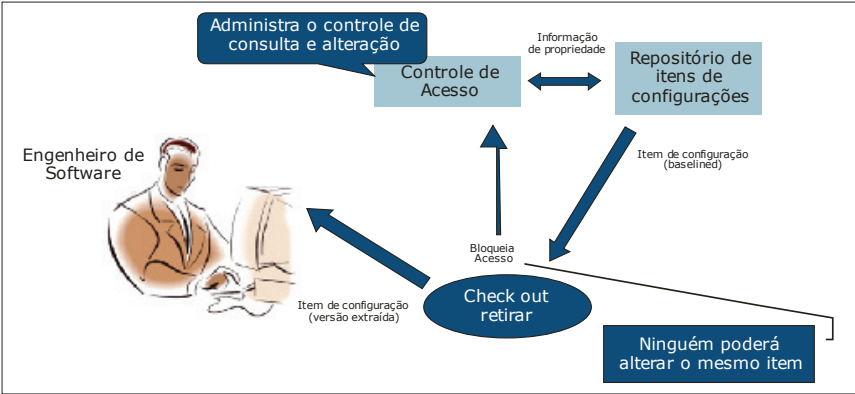 Administra o controle de
consulta e alteração
Controle de
Acesso
Informação
de propriedade
Repositório de
itens de
configurações
Engenheiro de
Software
Item de configuração
(baselined)
Bloqueia
Acesso
Item de configuração
(versão extraída)
Check out
retirar
Ninguém poderá
alterar o mesmo item